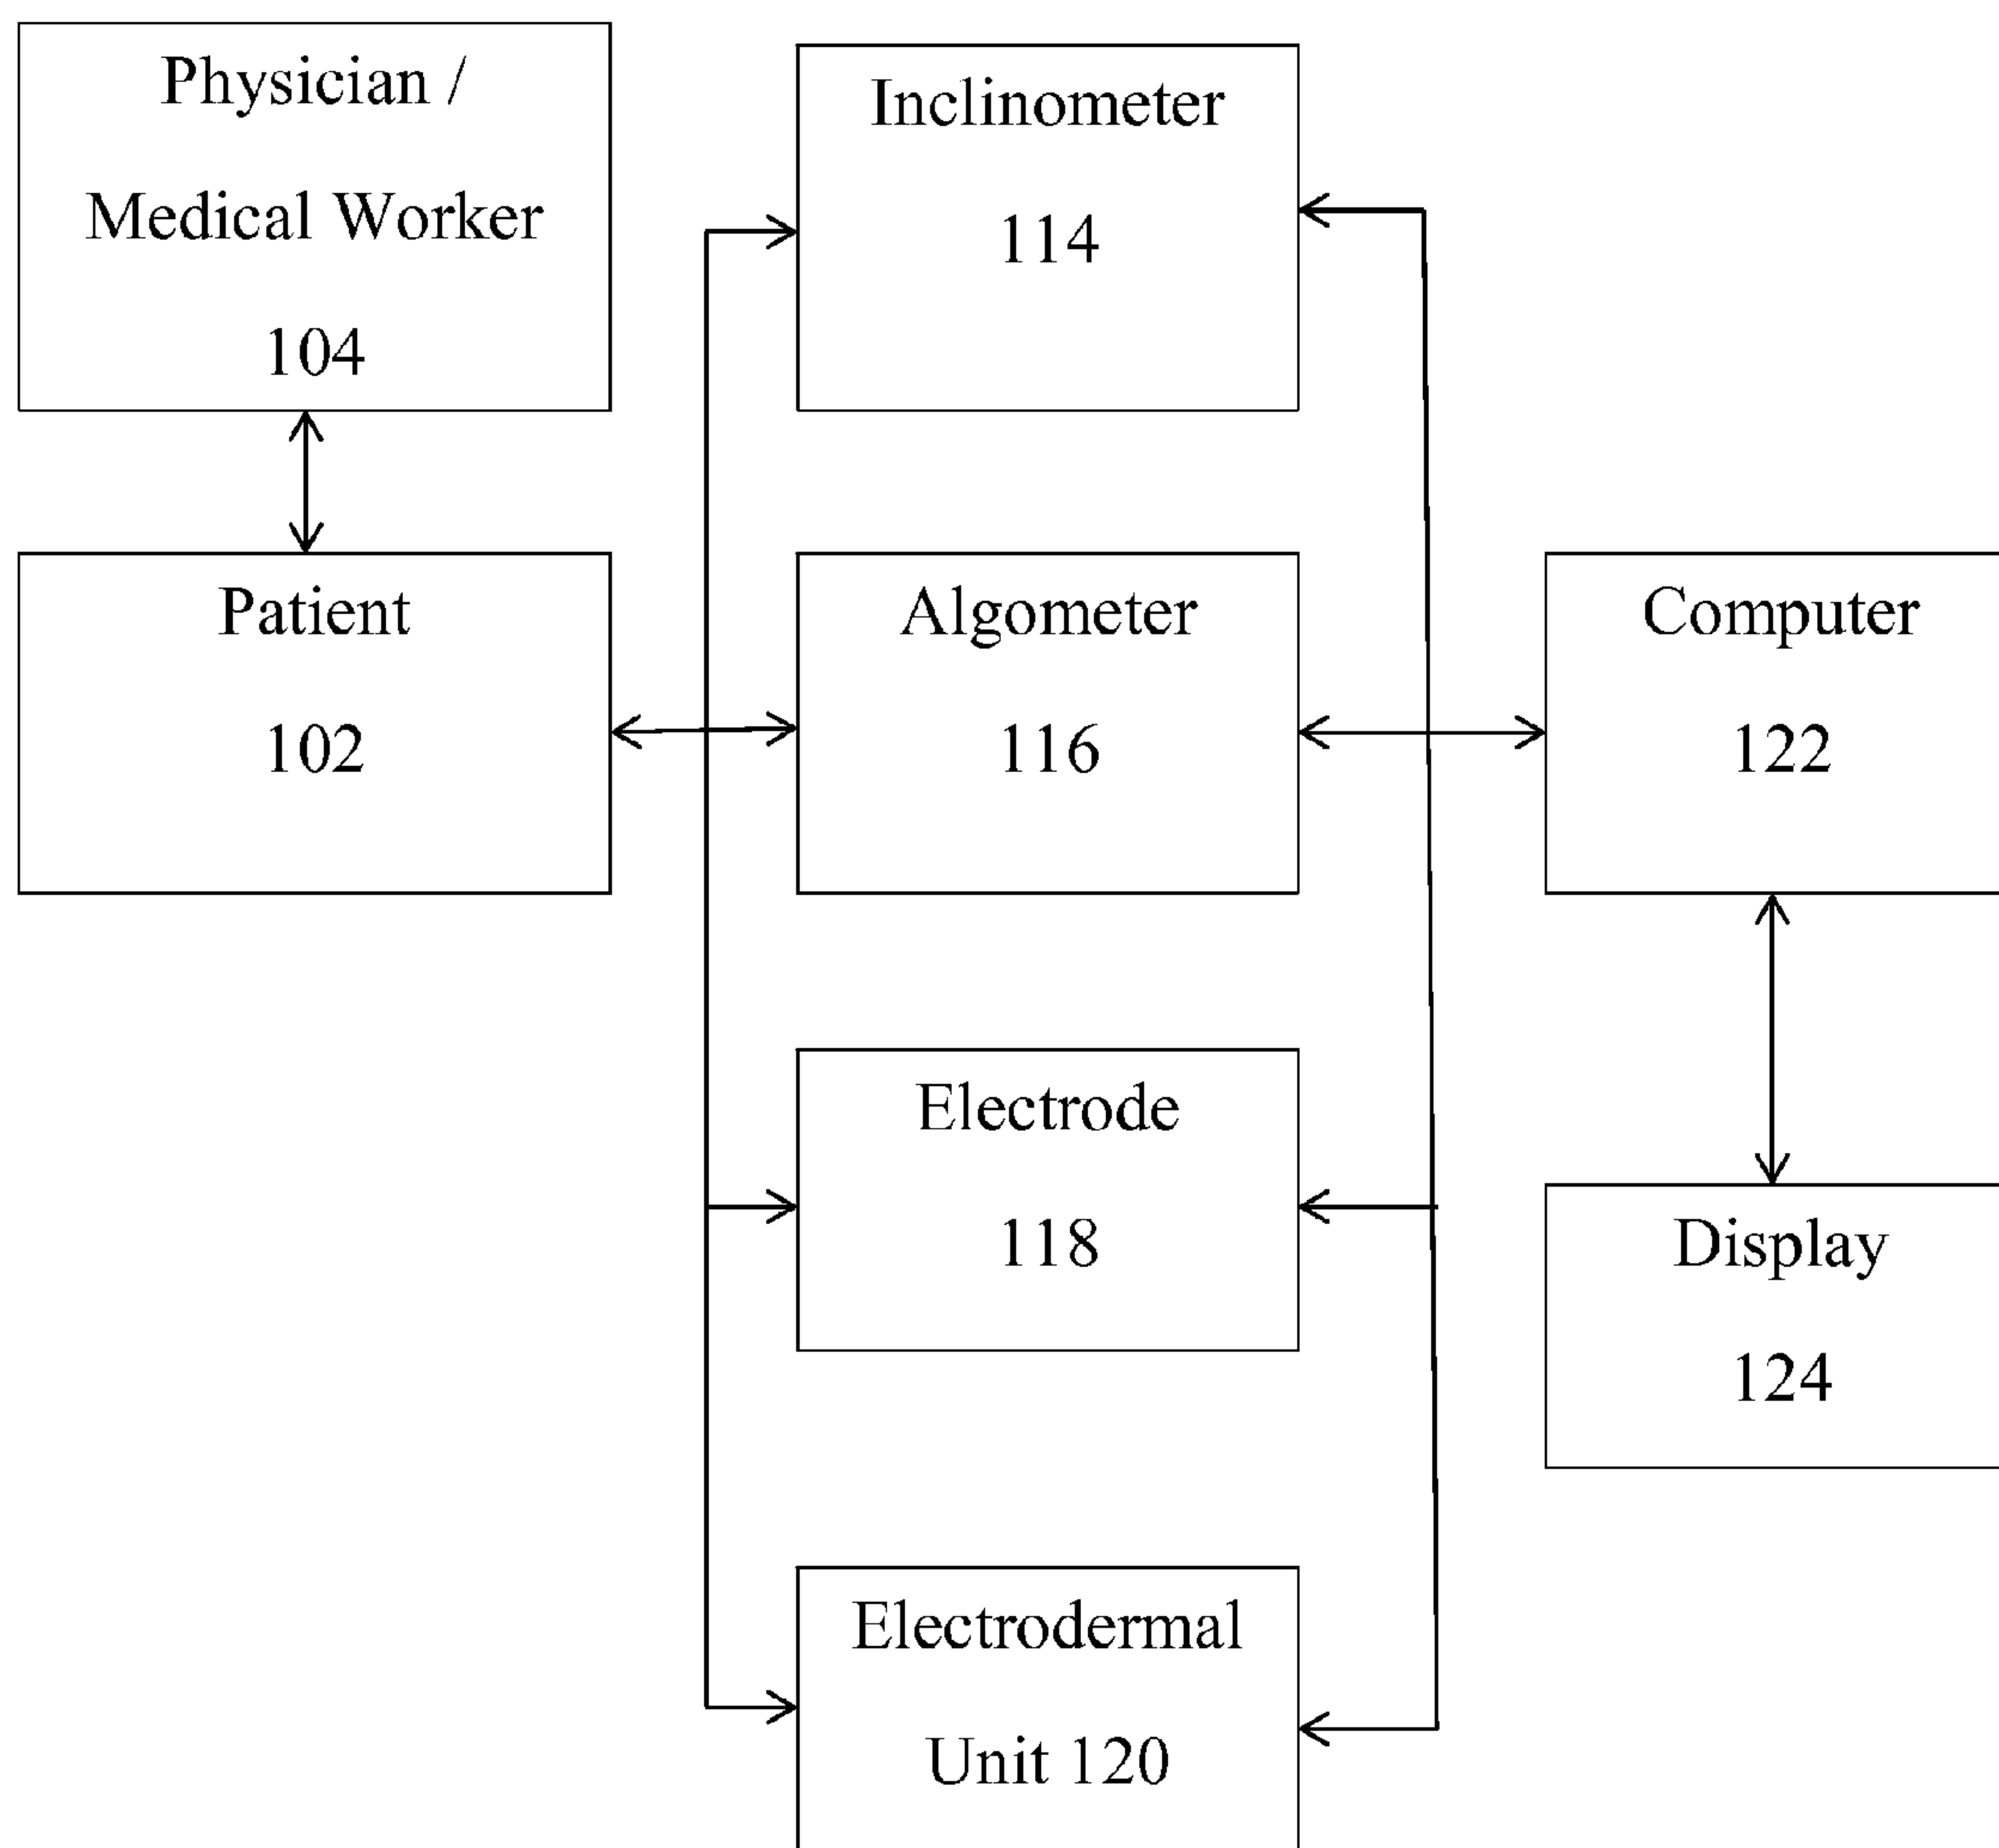 Physician /
Medical Worker
104
Inclinometer
114
Patient
102
Algometer
116
Computer
122
Electrode
118
Display
124
Electrodermal
Unit 120